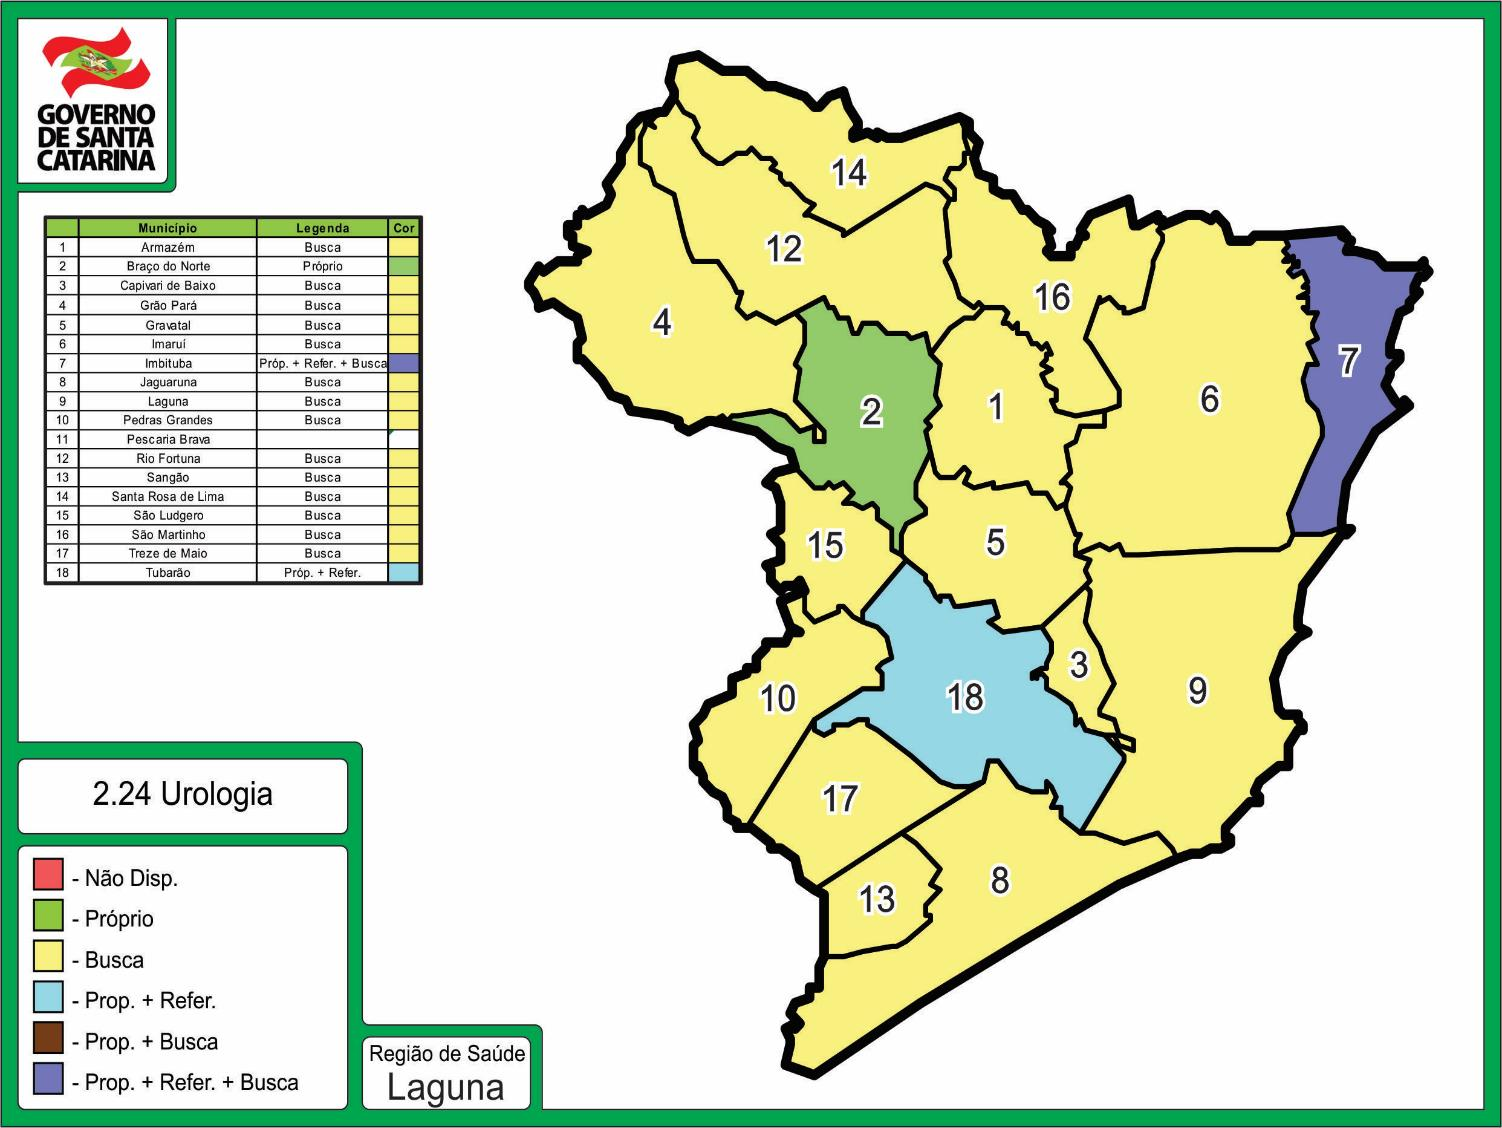 GOVERNO
DE SANTA
CATARINA
Município Legenda Cor
1 Armazém Busca
2 Braço do Norte Próprio
3 Capivari de Baixo Busca
4 Grão Pará Busca
5 Gravatal Busca
6 Imaruí Busca
7 Imbituba Próp. + Refer. + Busca
8 Jaguaruna Busca
9 Laguna Busca
10 Pedras Grandes Busca
11 Pescaria Brava
12 Rio Fortuna Busca
13 Sangão Busca
14 Santa Rosa de Lima Busca
15 São Ludgero Busca
16 São Martinho Busca
17 Treze de Maio Busca
18 Tubarão Próp. + Refer.
14
12
16
4
7
6
2
1
5
15
3
9
10
18
17
8
13
2.24 Urologia
- Não Disp.
- Próprio
- Busca
- Prop. + Refer.
- Prop. + Busca
- Prop. + Refer. + Busca
Região de Saúde
Laguna